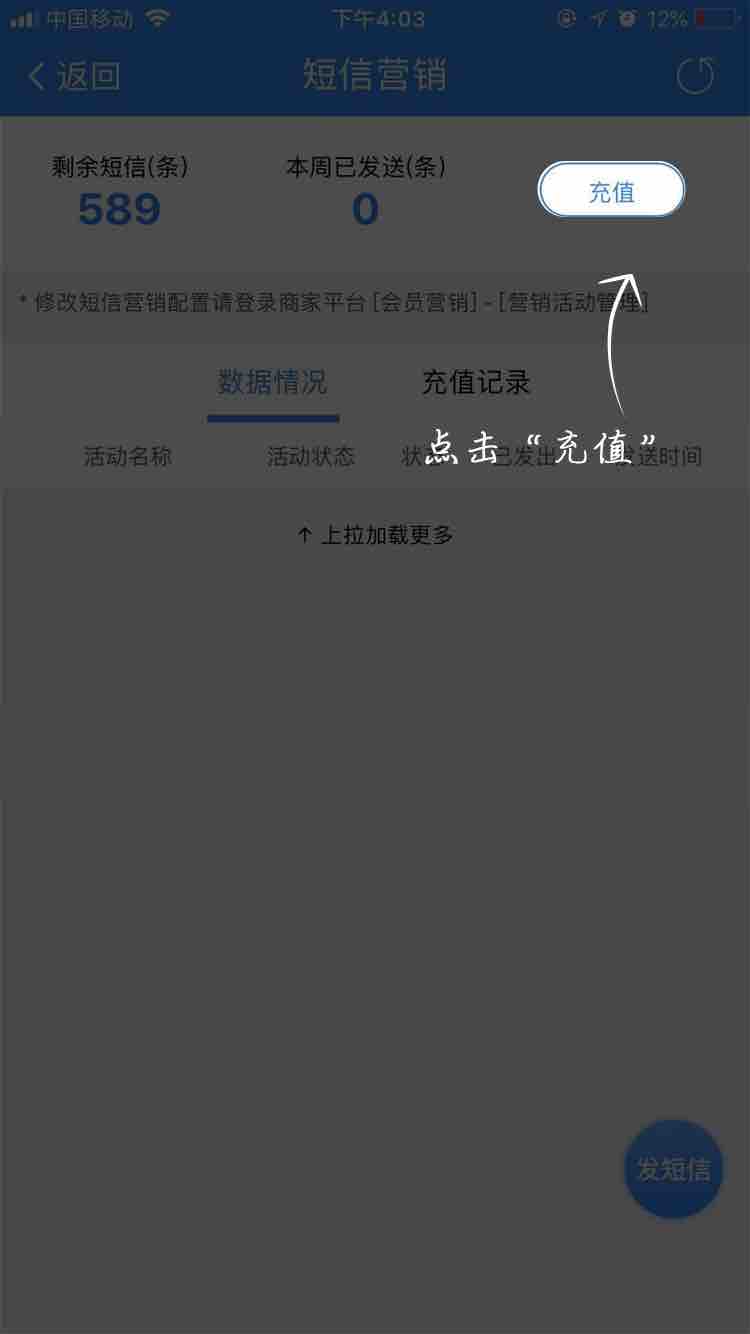 中国移动 下午4:03 12%
返回 短信营销
剩余短信(条) 本周已发送(条)
589 0 充值
* 修改短信营销配置请登录商家平台 [会员营销] - [营销活动管理]
数据情况 充值记录
点击“充值”
活动名称 活动状态 已发出 发送时间
↑ 上拉加载更多
发短信